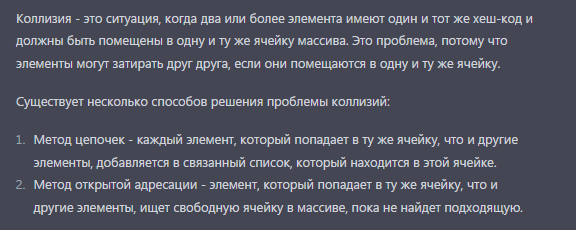 Коллизия - это ситуация, когда два или более элемента имеют один и тот же хеш-код и
должны быть помещены в одну и ту же ячейку массива. Это проблема, потому что
элементы могут затирать друг друга, если они помещаются в одну и ту же ячейку.
Существует несколько способов решения проблемы коллизий:
1. Метод цепочек - каждый элемент, который попадает в ту же ячейку, что и другие
элементы, добавляется в связанный список, который находится в этой ячейке.
2. Метод открытой адресации - элемент, который попадает в ту же ячейку, что и
другие элементы, ищет свободную ячейку в массиве, пока не найдет подходящую.